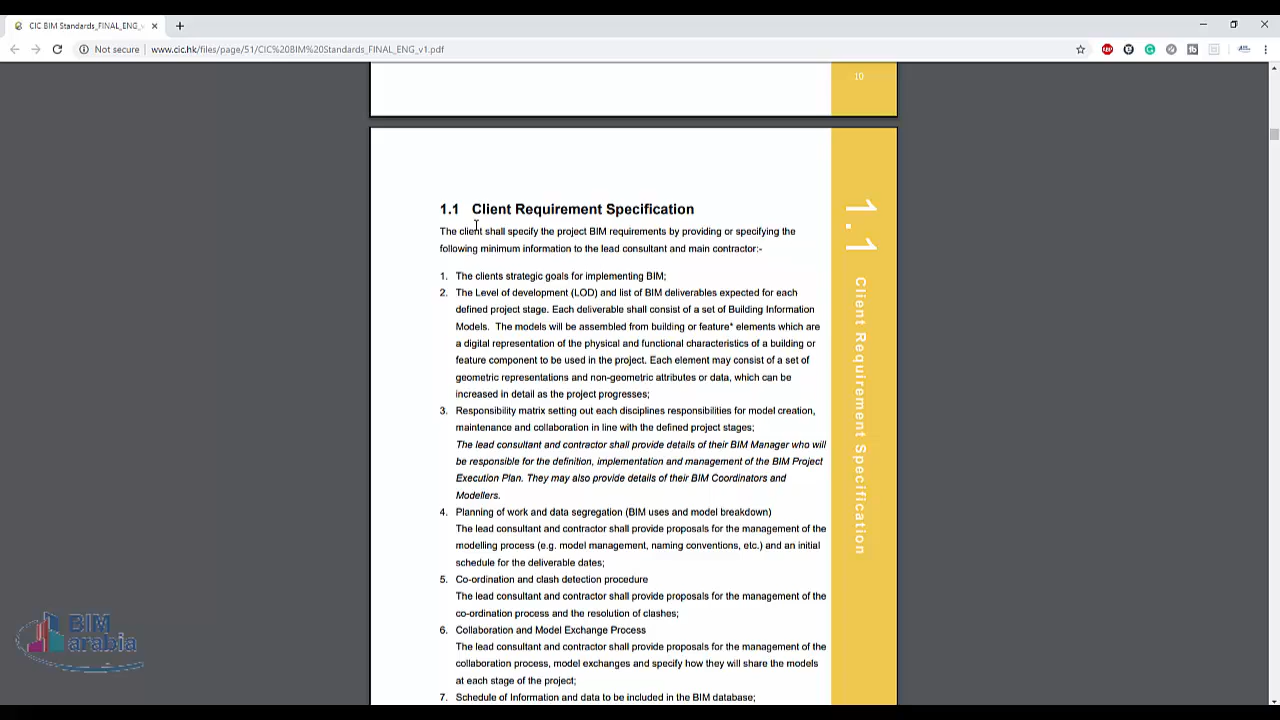 CIC BIM Standards_FINAL_ENG_v
Not secure
www.cic.hk/files/page/51/CIC%20BIM%20Standards_FINAL_ENG_v1.pdf
10
1.1 Client Requirement Specification
The client shall specify the project BIM requirements by providing or specifying the
following minimum information to the lead consultant and main contractor:-
1. The clients strategic goals for implementing BIM;
2. The Level of development (LOD) and list of BIM deliverables expected for each
defined project stage. Each deliverable shall consist of a set of Building Information
Models. The models will be assembled from building or feature* elements which are
a digital representation of the physical and functional characteristics of a building or
feature component to be used in the project. Each element may consist of a set of
geometric representations and non-geometric attributes or data, which can be
increased in detail as the project progresses;
3. Responsibility matrix setting out each disciplines responsibilities for model creation,
maintenance and collaboration in line with the defined project stages;
The lead consultant and contractor shall provide details of their BIM Manager who will
be responsible for the definition, implementation and management of the BIM Project
Execution Plan. They may also provide details of their BIM Coordinators and
Modellers.
4. Planning of work and data segregation (BIM uses and model breakdown)
The lead consultant and contractor shall provide proposals for the management of the
modelling process (e.g. model management, naming conventions, etc.) and an initial
schedule for the deliverable dates;
5. Co-ordination and clash detection procedure
The lead consultant and contractor shall provide proposals for the management of the
co-ordination process and the resolution of clashes;
6. Collaboration and Model Exchange Process
The lead consultant and contractor shall provide proposals for the management of the
collaboration process, model exchanges and specify how they will share the models
at each stage of the project;
7. Schedule of Information and data to be included in the BIM database;
1.1 Client Requirement Specification
BIM
arabia